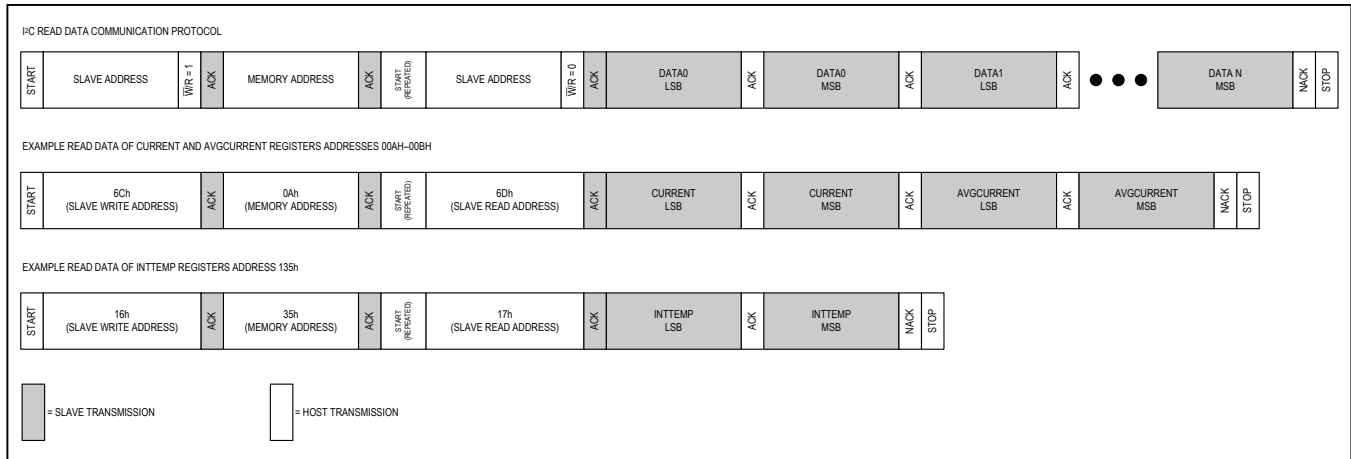 I²C READ DATA COMMUNICATION PROTOCOL
START
SLAVE ADDRESS
W/R = 1
ACK
MEMORY ADDRESS
ACK
START
(REPEATED)
SLAVE ADDRESS
W/R = 0
ACK
DATA0
LSB
ACK
DATA0
MSB
ACK
DATA1
LSB
ACK
DATA N
MSB
NACK
STOP
EXAMPLE READ DATA OF CURRENT AND AVGCURRENT REGISTERS ADDRESSES 00AH–00BH
START
6Ch
(SLAVE WRITE ADDRESS)
ACK
0Ah
(MEMORY ADDRESS)
ACK
START
(REPEATED)
6Dh
(SLAVE READ ADDRESS)
ACK
CURRENT
LSB
ACK
CURRENT
MSB
ACK
AVGCURRENT
LSB
ACK
AVGCURRENT
MSB
NACK
STOP
EXAMPLE READ DATA OF INTTEMP REGISTERS ADDRESS 135h
START
16h
(SLAVE WRITE ADDRESS)
ACK
35h
(MEMORY ADDRESS)
ACK
START
(REPEATED)
17h
(SLAVE READ ADDRESS)
ACK
INTTEMP
LSB
ACK
INTTEMP
MSB
NACK
STOP
= SLAVE TRANSMISSION
= HOST TRANSMISSION